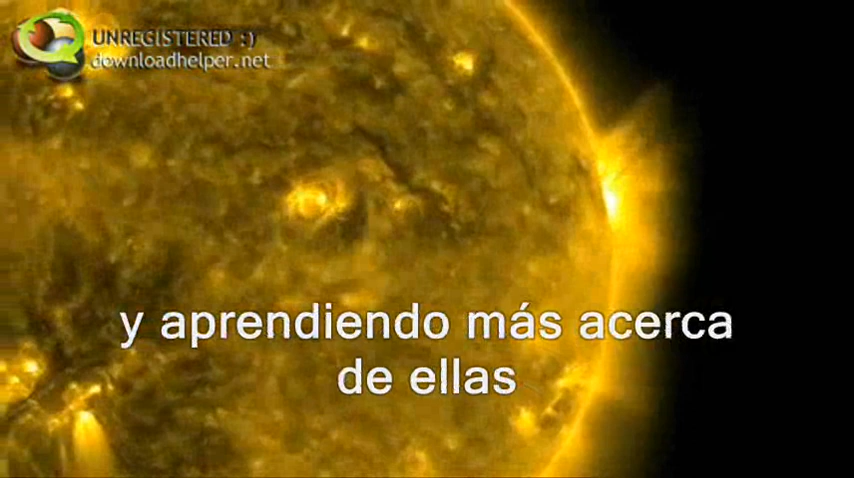 UNREGISTERED :)
downloadhelper.net
y aprendiendo más acerca
de ellas